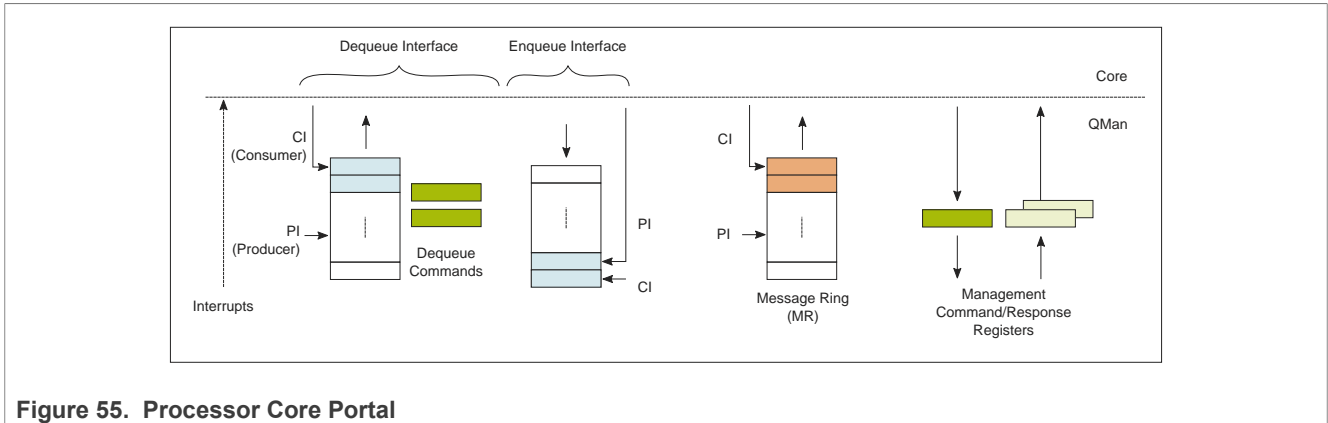 Dequeue Interface
Enqueue Interface
Core
QMan
CI
(Consumer)
PI
(Producer)
Dequeue
Commands
Interrupts
PI
CI
CI
PI
Message Ring
(MR)
Management
Command/Response
Registers
Figure 55. Processor Core Portal